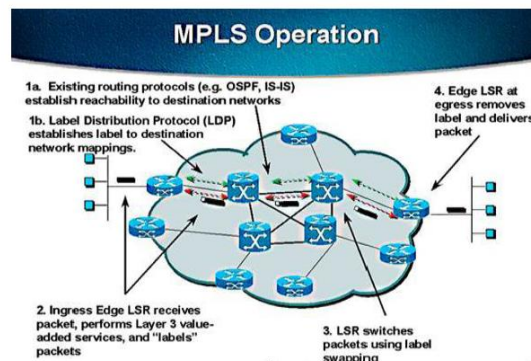 MPLS Operation
1a. Existing routing protocols (e.g. OSPF, IS-IS)
establish reachability to destination networks
1b. Label Distribution Protocol (LDP)
establishes label to destination
network mappings.
4. Edge LSR at
egress removes
label and delivers
packet
2. Ingress Edge LSR receives
packet, performs Layer 3 value-
added services, and “labels”
packets
3. LSR switches
packets using label
swapping